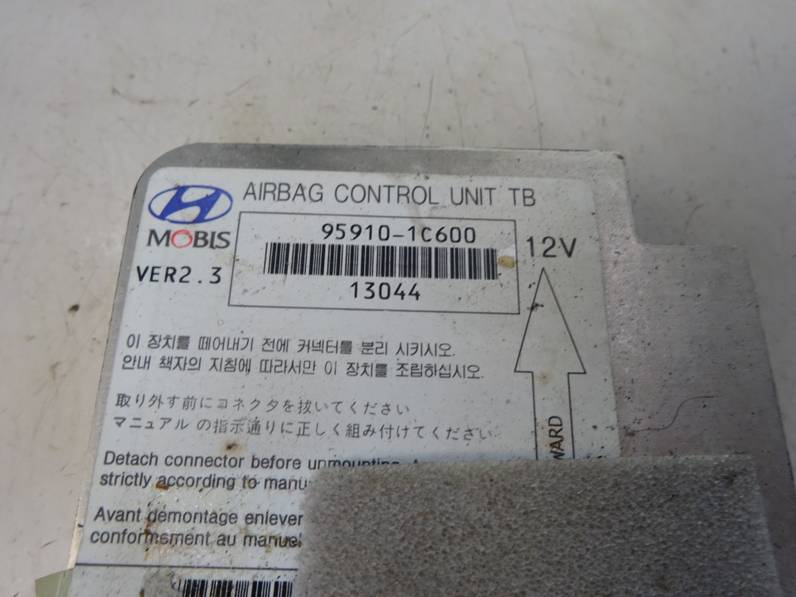 AIRBAG CONTROL UNIT TB
MOBIS
95910-1C600
12V
VER2.3
13044
이 장치를 떼어내기 전에 커넥터를 분리 시키시오.
안내 책자의 지침에 따라서만 이 장치를 조립하십시오.
取り外す前にコネクタを抜いてください
マニュアル の指示通りに正しく組み付けてください
WARD
Detach connector before unmounting.
strictly according to manu
Avant démontage enlever
conformsment au manuel